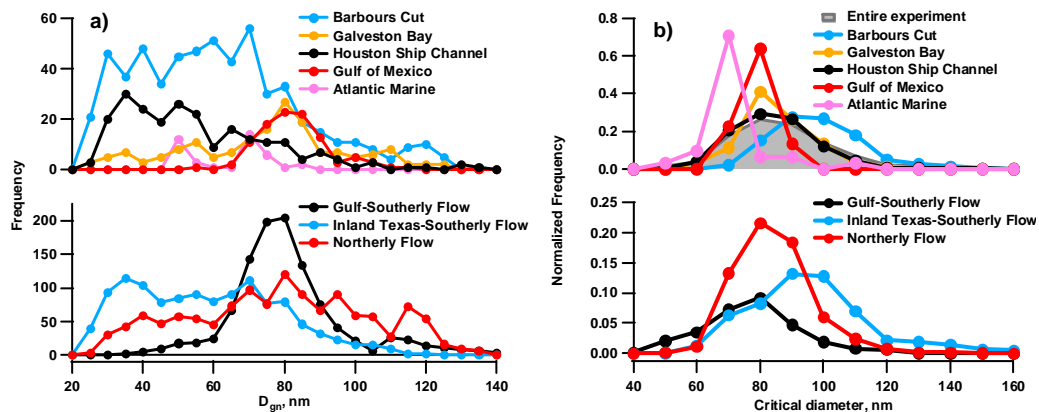 a)
Barbours Cut
Galveston Bay
Houston Ship Channel
Gulf of Mexico
Atlantic Marine
60
40
20
0
Frequency
Gulf-Southerly Flow
Inland Texas-Southerly Flow
Northerly Flow
200
150
100
50
0
20 40 60 80 100 120 140
Dgn, nm
b)
Entire experiment
Barbours Cut
Galveston Bay
Houston Ship Channel
Gulf of Mexico
Atlantic Marine
0.8
0.6
0.4
0.2
0.0
Normalized Frequency
Gulf-Southerly Flow
Inland Texas-Southerly Flow
Northerly Flow
0.25
0.20
0.15
0.10
0.05
0.00
40 60 80 100 120 140 160
Critical diameter, nm